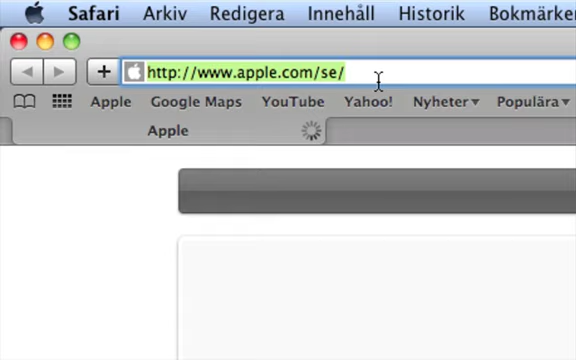 Safari Arkiv Redigera Innehåll Historik Bokmärken
http://www.apple.com/se/
Apple Google Maps YouTube Yahoo! Nyheter▾ Populära▾
Apple